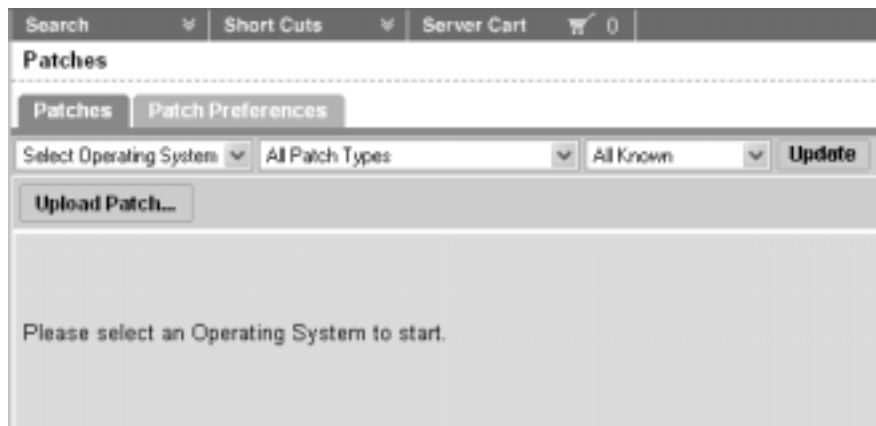 Search Short Cuts Server Cart 0
Patches
Patches Patch Preferences
Select Operating System All Patch Types All Known Update
Upload Patch...
Please select an Operating System to start.